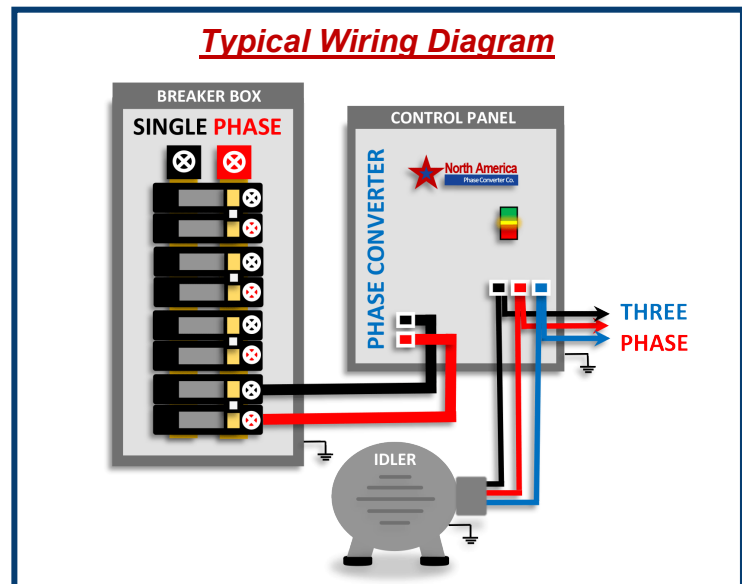 Typical Wiring Diagram
BREAKER BOX
SINGLE PHASE
CONTROL PANEL
North America
Phase Converter Co.
PHASE CONVERTER
THREE
PHASE
IDLER